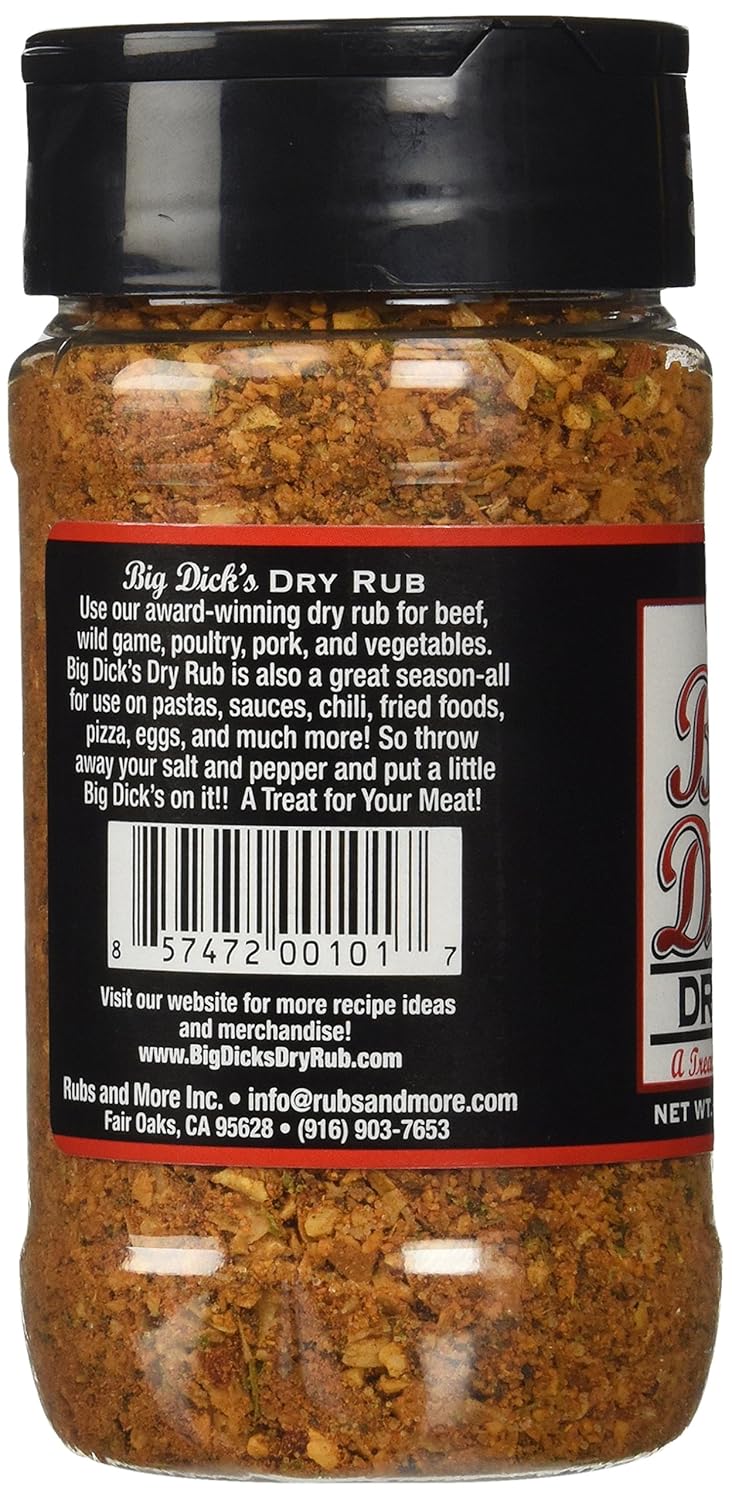 Big Dick's DRY RUB
Use our award-winning dry rub for beef,
wild game, poultry, pork, and vegetables.
Big Dick's Dry Rub is also a great season-all
for use on pastas, sauces, chili, fried foods,
pizza, eggs, and much more! So throw
away your salt and pepper and put a little
Big Dick's on it!! A Treat for Your Meat!
8 57472 00101 7
Visit our website for more recipe ideas
and merchandise!
www.BigDicksDryRub.com
Rubs and More Inc. • info@rubsandmore.com
Fair Oaks, CA 95628 • (916) 903-7653
NET WT.